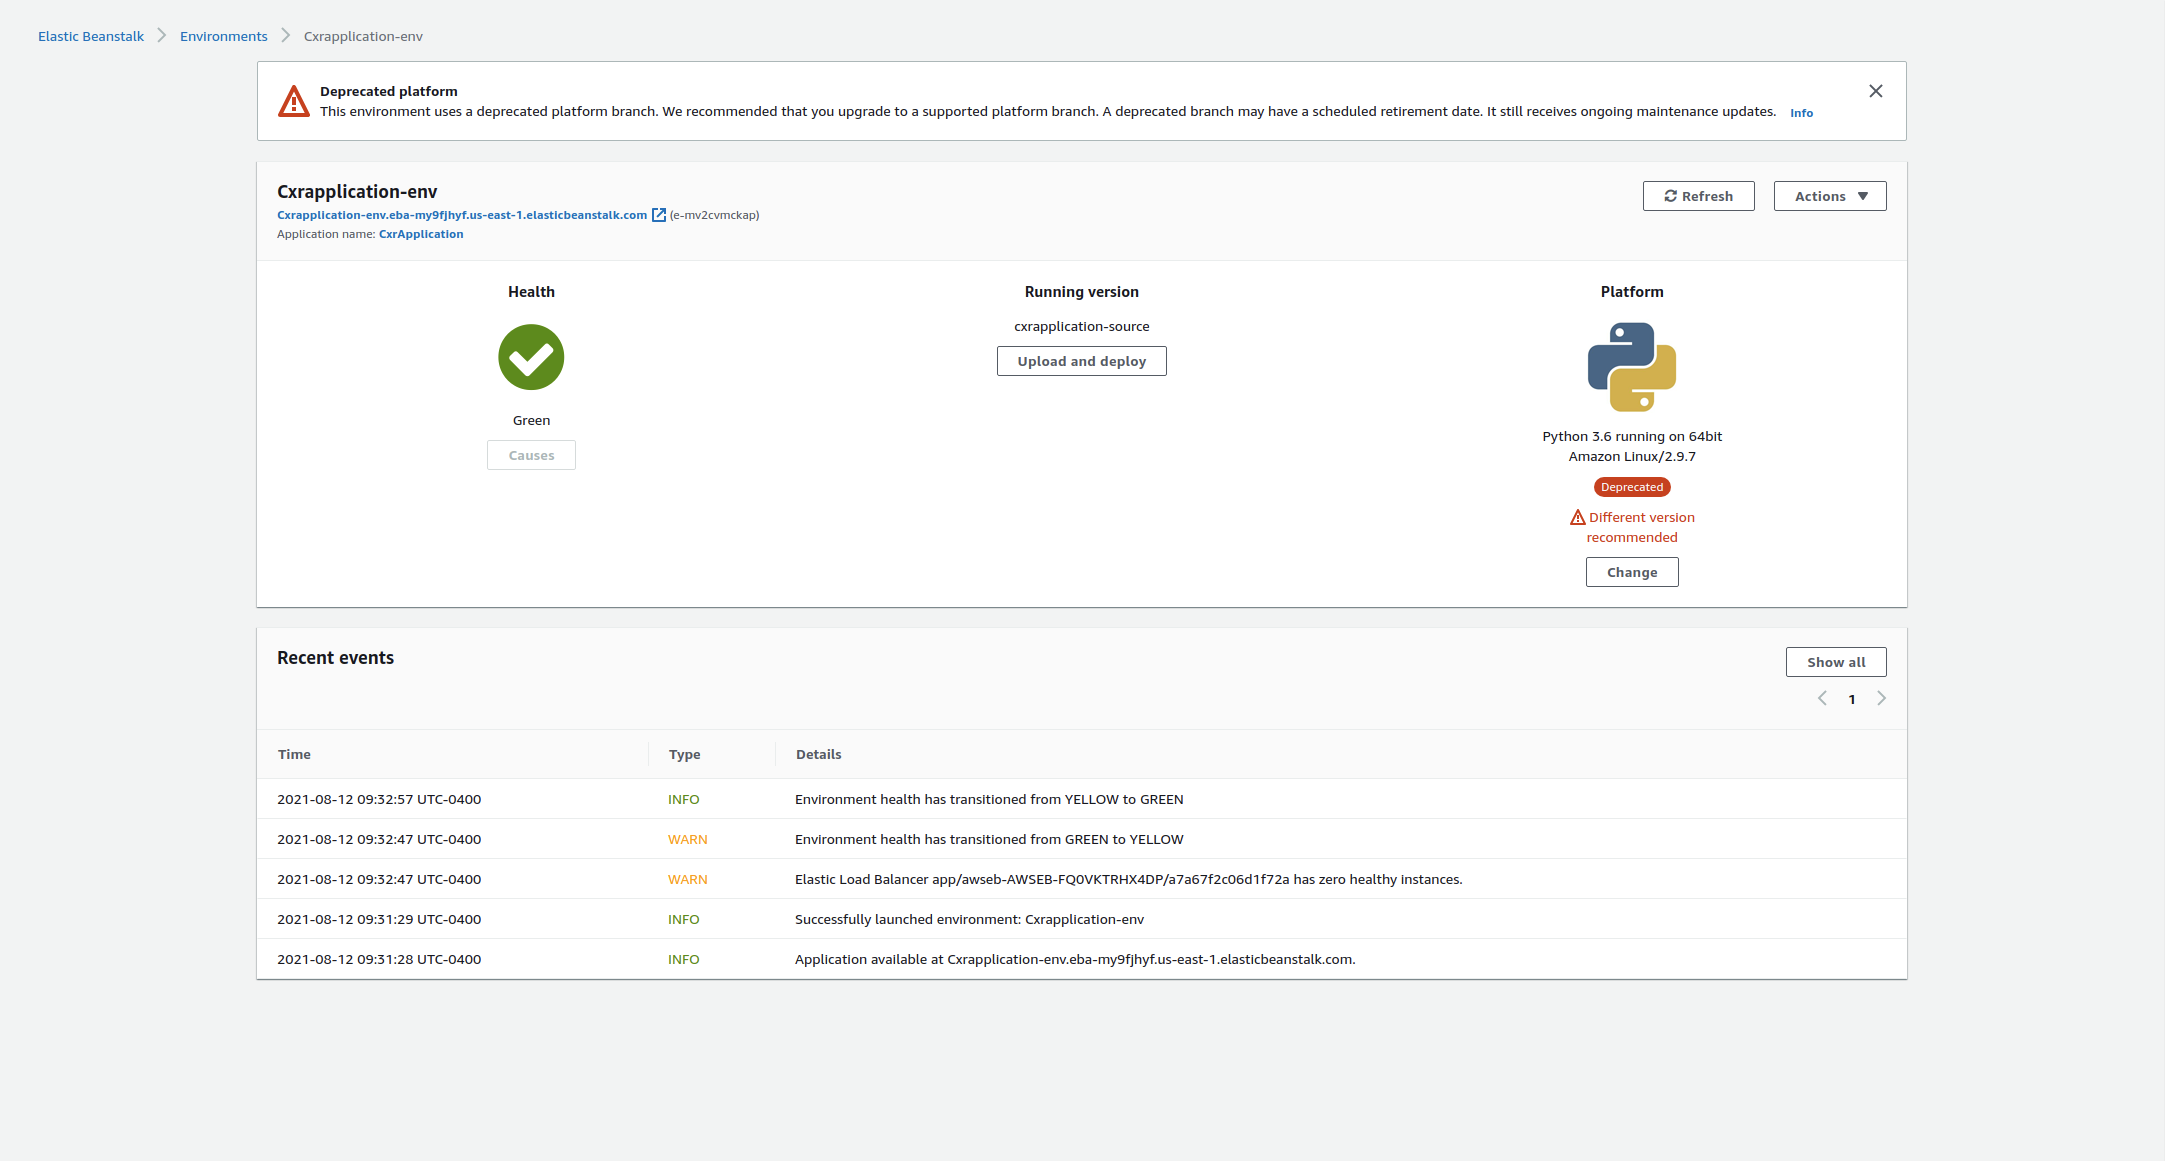 Elastic Beanstalk > Environments > Cxrapplication-env
Deprecated platform
This environment uses a deprecated platform branch. We recommended that you upgrade to a supported platform branch. A deprecated branch may have a scheduled retirement date. It still receives ongoing maintenance updates. Info
Cxrapplication-env
Refresh
Actions
Cxrapplication-env.eba-my9fjhyf.us-east-1.elasticbeanstalk.com (e-mv2cvmckap)
Application name: CxrApplication
Health
Green
Causes
Running version
cxrapplication-source
Upload and deploy
Platform
Python 3.6 running on 64bit
Amazon Linux/2.9.7
Deprecated
Different version
recommended
Change
Recent events
Show all
1
Time Type Details
2021-08-12 09:32:57 UTC-0400 INFO Environment health has transitioned from YELLOW to GREEN
2021-08-12 09:32:47 UTC-0400 WARN Environment health has transitioned from GREEN to YELLOW
2021-08-12 09:32:47 UTC-0400 WARN Elastic Load Balancer app/awseb-AWSEB-FQ0VKTRHX4DP/a7a67f2c06d1f72a has zero healthy instances.
2021-08-12 09:31:29 UTC-0400 INFO Successfully launched environment: Cxrapplication-env
2021-08-12 09:31:28 UTC-0400 INFO Application available at Cxrapplication-env.eba-my9fjhyf.us-east-1.elasticbeanstalk.com.